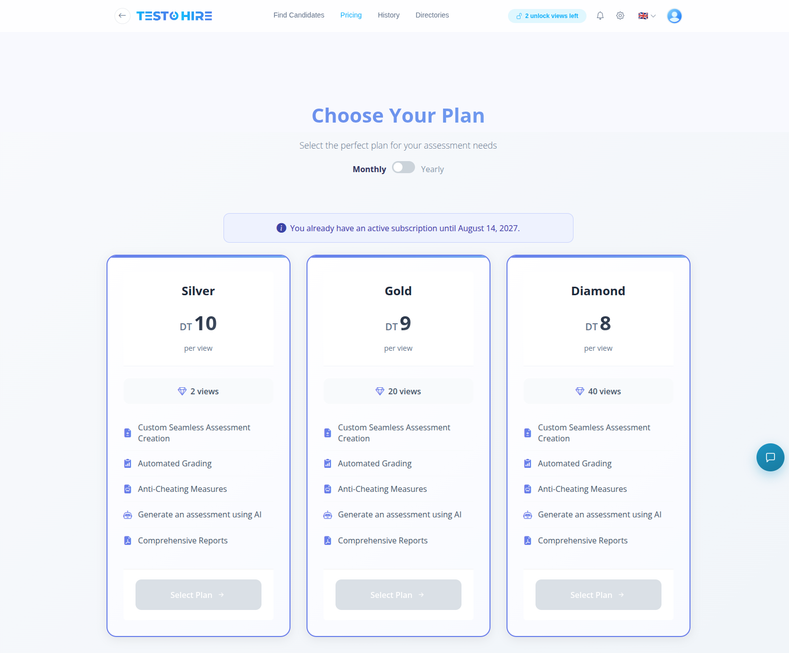 TESTOHIRE
Find Candidates
Pricing
History
Directories
2 unlock views left
Choose Your Plan
Select the perfect plan for your assessment needs
Monthly
Yearly
You already have an active subscription until August 14, 2027.
Silver
DT 10
per view
2 views
Custom Seamless Assessment
Creation
Automated Grading
Anti-Cheating Measures
Generate an assessment using AI
Comprehensive Reports
Select Plan
Gold
DT 9
per view
20 views
Custom Seamless Assessment
Creation
Automated Grading
Anti-Cheating Measures
Generate an assessment using AI
Comprehensive Reports
Select Plan
Diamond
DT 8
per view
40 views
Custom Seamless Assessment
Creation
Automated Grading
Anti-Cheating Measures
Generate an assessment using AI
Comprehensive Reports
Select Plan